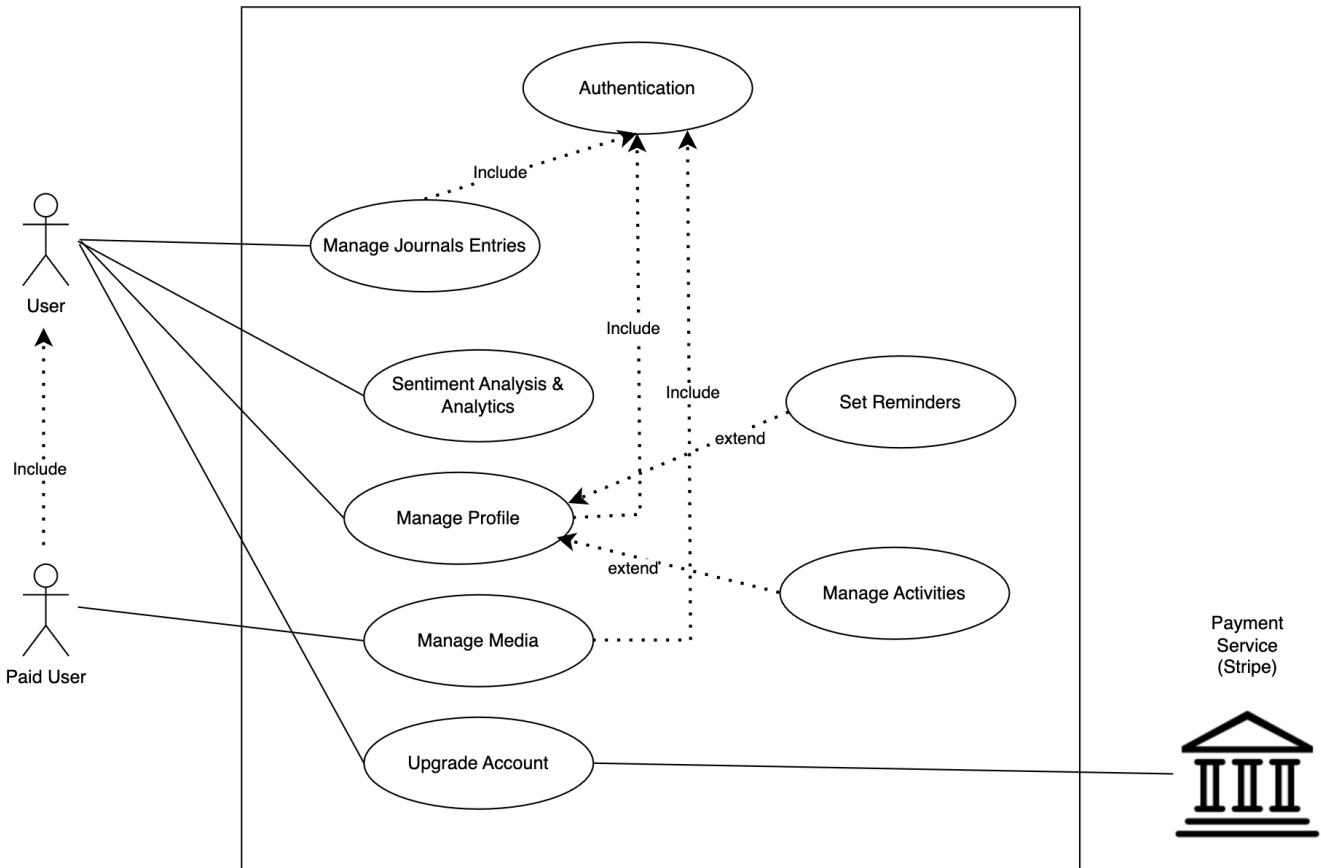 Authentication
Include
Manage Journals Entries
User
Include
Sentiment Analysis &
Analytics
Include
Set Reminders
extend
Include
Manage Profile
extend
Manage Activities
Paid User
Manage Media
Payment
Service
(Stripe)
Upgrade Account